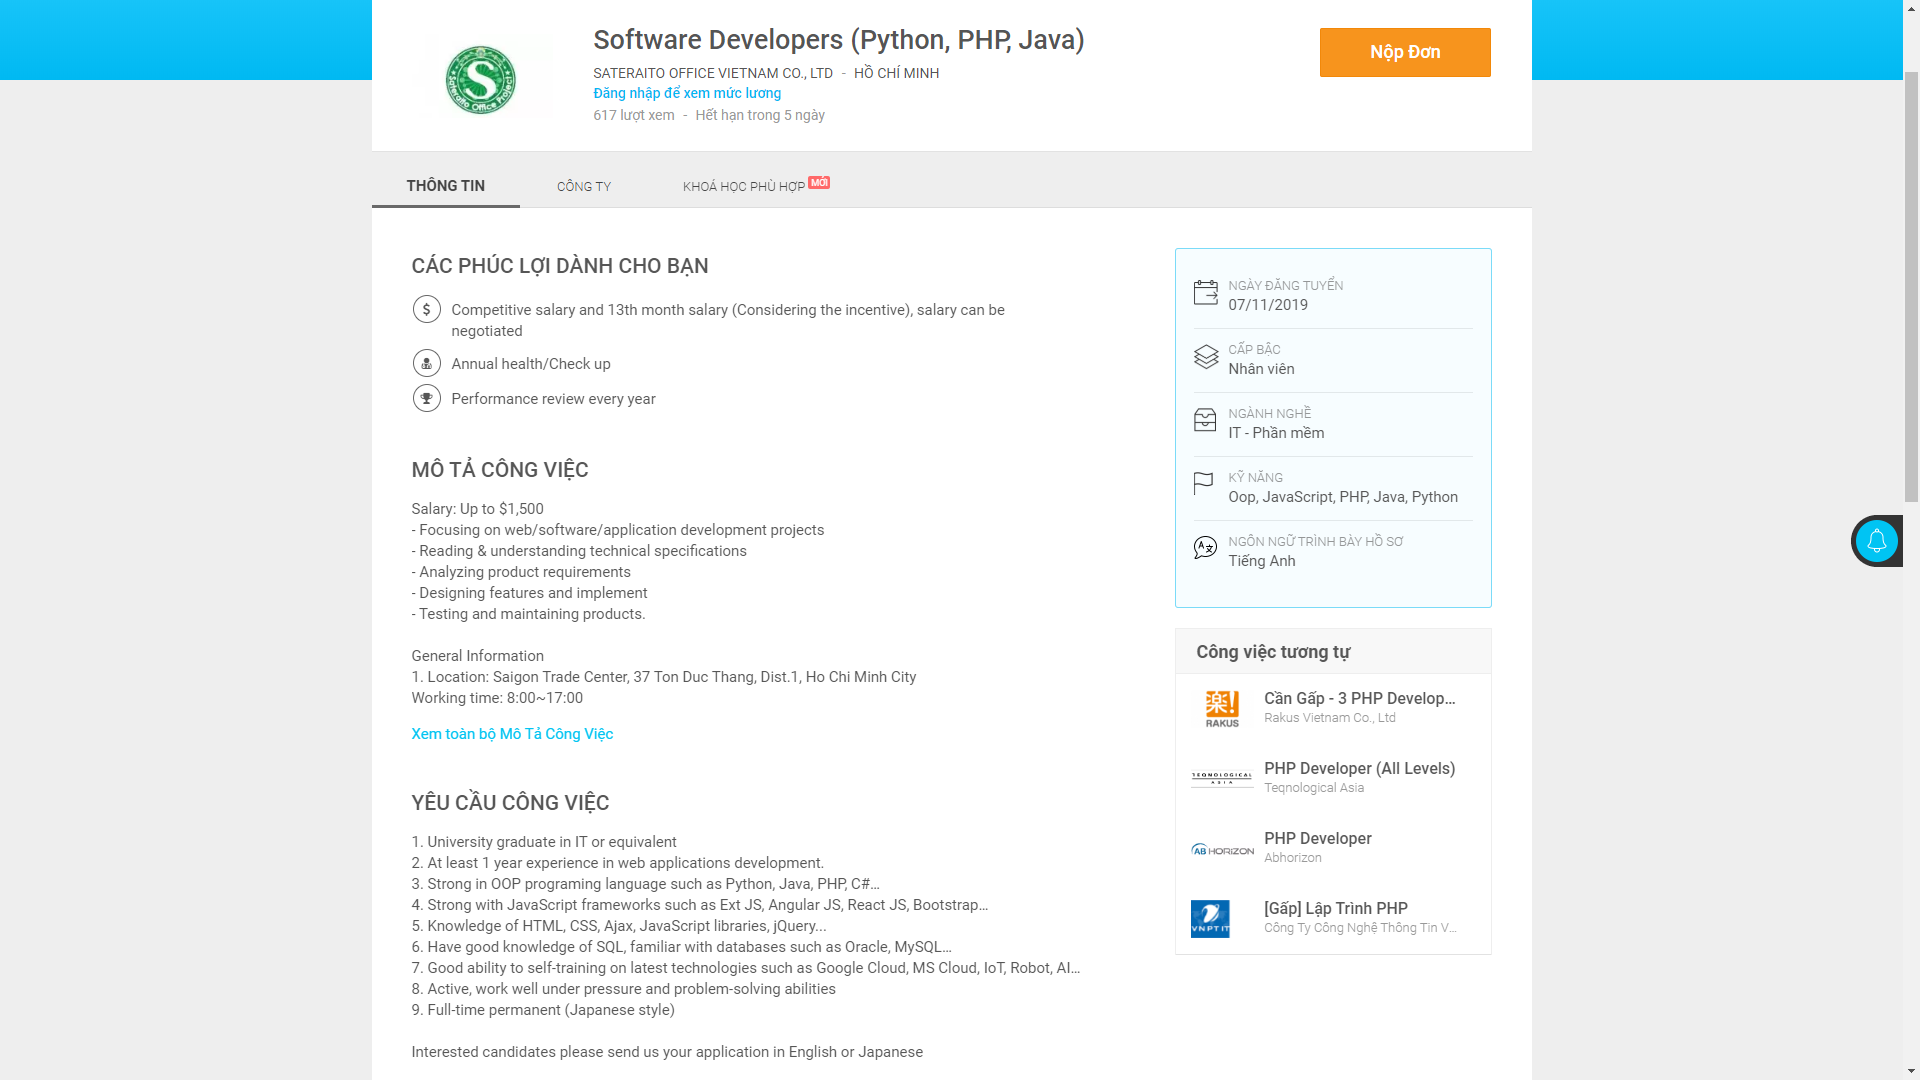 Software Developers (Python, PHP, Java)
SATERAITO OFFICE VIETNAM CO., LTD - HỒ CHÍ MINH
Đăng nhập để xem mức lương
617 lượt xem - Hết hạn trong 5 ngày
Nộp Đơn
S
Sateraito Office Project
THÔNG TIN
CÔNG TY
KHOÁ HỌC PHÙ HỢP MỚI
CÁC PHÚC LỢI DÀNH CHO BẠN
$
Competitive salary and 13th month salary (Considering the incentive), salary can be
negotiated
Annual health/Check up
Performance review every year
MÔ TẢ CÔNG VIỆC
Salary: Up to $1,500
- Focusing on web/software/application development projects
- Reading & understanding technical specifications
- Analyzing product requirements
- Designing features and implement
- Testing and maintaining products.
General Information
1. Location: Saigon Trade Center, 37 Ton Duc Thang, Dist.1, Ho Chi Minh City
Working time: 8:00~17:00
Xem toàn bộ Mô Tả Công Việc
YÊU CẦU CÔNG VIỆC
1. University graduate in IT or equivalent
2. At least 1 year experience in web applications development.
3. Strong in OOP programing language such as Python, Java, PHP, C#…
4. Strong with JavaScript frameworks such as Ext JS, Angular JS, React JS, Bootstrap…
5. Knowledge of HTML, CSS, Ajax, JavaScript libraries, jQuery...
6. Have good knowledge of SQL, familiar with databases such as Oracle, MySQL…
7. Good ability to self-training on latest technologies such as Google Cloud, MS Cloud, IoT, Robot, AI…
8. Active, work well under pressure and problem-solving abilities
9. Full-time permanent (Japanese style)
Interested candidates please send us your application in English or Japanese
NGÀY ĐĂNG TUYỂN
07/11/2019
CẤP BẬC
Nhân viên
NGÀNH NGHỀ
IT - Phần mềm
KỸ NĂNG
Oop, JavaScript, PHP, Java, Python
NGÔN NGỮ TRÌNH BÀY HỒ SƠ
Tiếng Anh
Công việc tương tự
楽!
RAKUS
Cần Gấp - 3 PHP Develop...
Rakus Vietnam Co., Ltd
TEQNOLOGICAL
ASIA
PHP Developer (All Levels)
Teqnological Asia
AB HORIZON
PHP Developer
Abhorizon
VNPT IT
[Gấp] Lập Trình PHP
Công Ty Công Nghệ Thông Tin V...